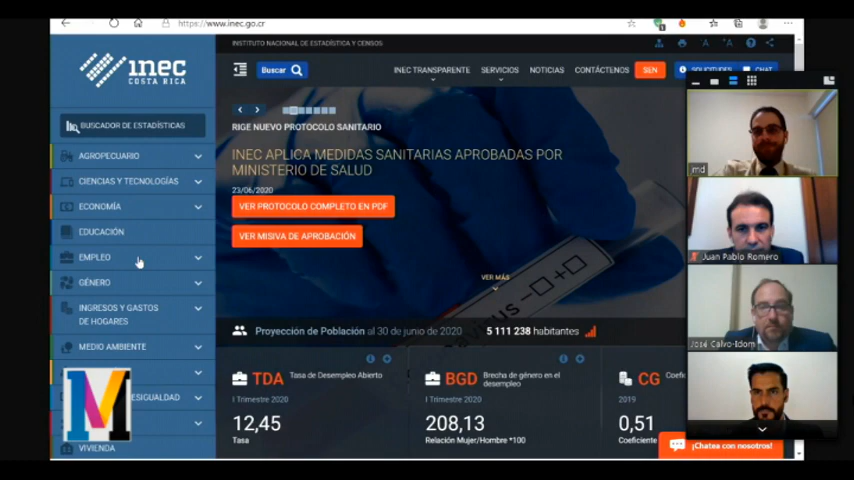 https://www.inec.go.cr
INSTITUTO NACIONAL DE ESTADÍSTICA Y CENSOS
A A
inec
COSTA RICA
Buscar
INEC TRANSPARENTE SERVICIOS NOTICIAS CONTÁCTENOS SEN SOLICITUDES CHAT
BUSCADOR DE ESTADÍSTICAS
AGROPECUARIO
CIENCIAS Y TECNOLOGÍAS
ECONOMÍA
EDUCACIÓN
EMPLEO
GÉNERO
INGRESOS Y GASTOS
DE HOGARES
MEDIO AMBIENTE
ESIGUALDAD
VIVIENDA
M
RIGE NUEVO PROTOCOLO SANITARIO
INEC APLICA MEDIDAS SANITARIAS APROBADAS POR
MINISTERIO DE SALUD
23/06/2020
VER PROTOCOLO COMPLETO EN PDF
VER MISIVA DE APROBACIÓN
VER MÁS
Proyección de Población al 30 de junio de 2020 5 111 238 habitantes
TDA Tasa de Desempleo Abierto
I Trimestre 2020
12,45
Tasa
BGD Brecha de género en el
desempleo
I Trimestre 2020
208,13
Relación Mujer/Hombre *100
CG Coefi
2019
0,51
Coeficiente
¡Chatea con nosotros!
md
Juan Pablo Romero
José Calvo-Idom